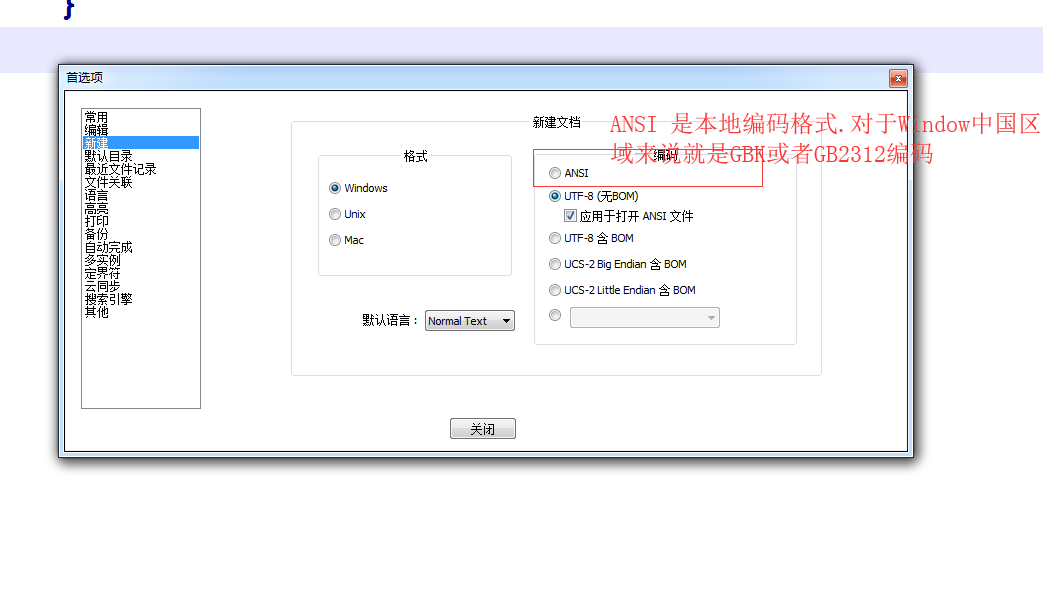 }
首选项
常用
编辑
新建
默认目录
最近文件记录
文件关联
语言
高亮
打印
备份
自动完成
多实例
定界符
云同步
搜索引擎
其他
新建文档
格式
Windows
Unix
Mac
默认语言：
Normal Text
编码
ANSI
UTF-8 (无BOM)
应用于打开 ANSI 文件
UTF-8 含 BOM
UCS-2 Big Endian 含 BOM
UCS-2 Little Endian 含 BOM
ANSI 是本地编码格式.对于Window中国区
域来说就是GBK或者GB2312编码
关闭